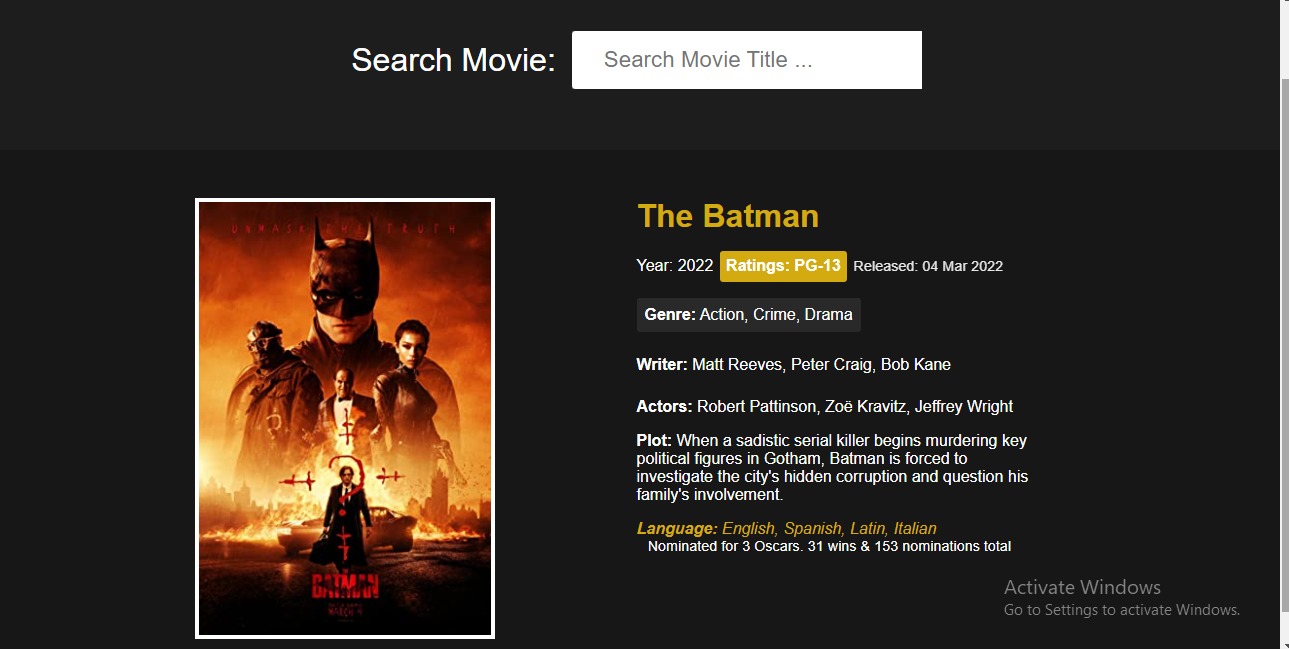 Search Movie:
Search Movie Title ...
UNMASK THE TRUTH
THE
BATMAN
MARCH 4
The Batman
Year: 2022 Ratings: PG-13 Released: 04 Mar 2022
Genre: Action, Crime, Drama
Writer: Matt Reeves, Peter Craig, Bob Kane
Actors: Robert Pattinson, Zoë Kravitz, Jeffrey Wright
Plot: When a sadistic serial killer begins murdering key
political figures in Gotham, Batman is forced to
investigate the city's hidden corruption and question his
family's involvement.
Language: English, Spanish, Latin, Italian
Nominated for 3 Oscars. 31 wins & 153 nominations total
Activate Windows
Go to Settings to activate Windows.